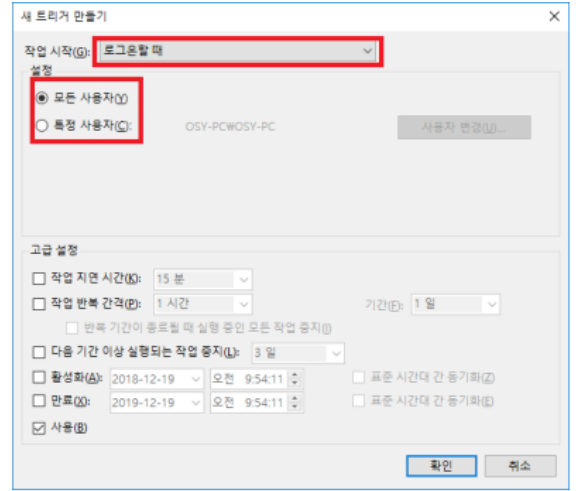 새 트리거 만들기
작업 시작(G): 로그온할 때
설정
모든 사용자(Y)
특정 사용자(C): OSY-PC₩OSY-PC 사용자 변경(U)...
고급 설정
작업 지연 시간(K): 15 분
작업 반복 간격(P): 1 시간 기간(F): 1 일
반복 기간이 종료될 때 실행 중인 모든 작업 중지(I)
다음 기간 이상 실행되는 작업 중지(L): 3 일
활성화(A): 2018-12-19 오전 9:54:11 표준 시간대 간 동기화(Z)
만료(X): 2019-12-19 오전 9:54:11 표준 시간대 간 동기화(E)
사용(B)
확인 취소